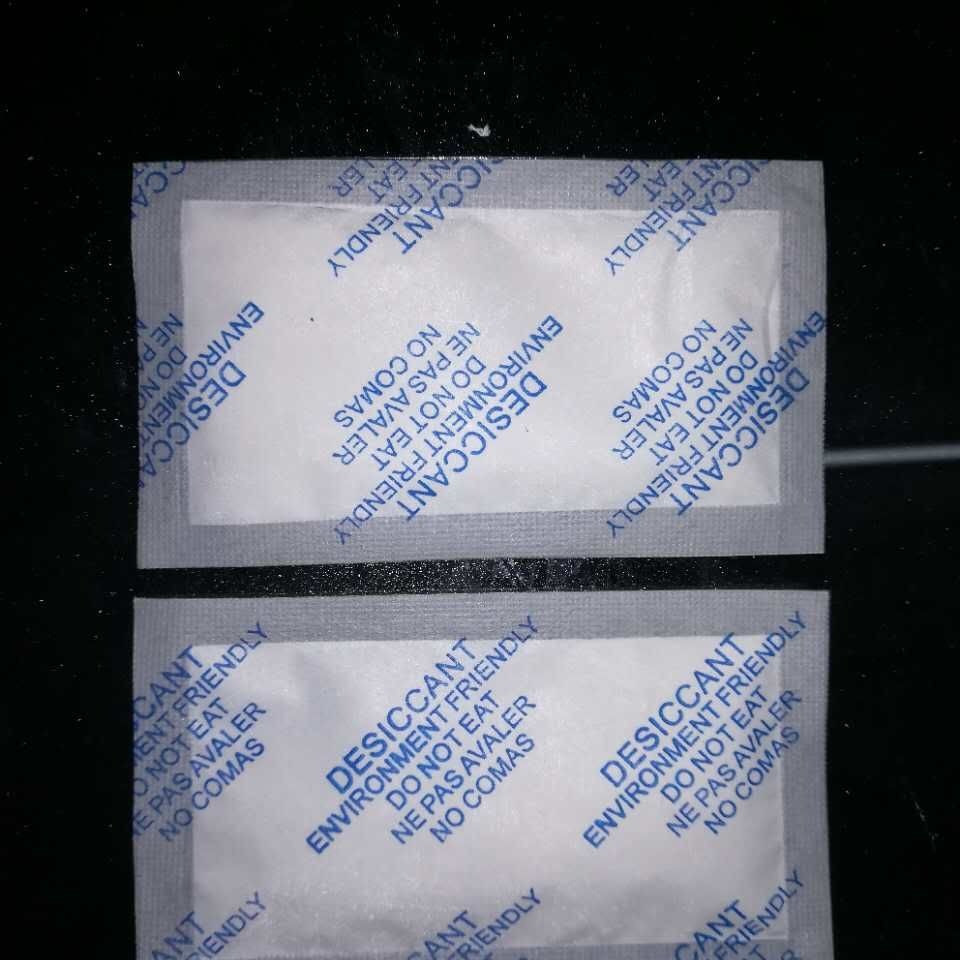 DESICCANT
ENVIRONMENT FRIENDLY
DO NOT EAT
NE PAS AVALER
NO COMAS
DESICCANT
ENVIRONMENT FRIENDLY
DO NOT EAT
NE PAS AVALER
NO COMAS
DESICCANT
ENVIRONMENT FRIENDLY
DO NOT EAT
NE PAS AVALER
NO COMAS
DESICCANT
ENVIRONMENT FRIENDLY
DO NOT EAT
NE PAS AVALER
NO COMAS